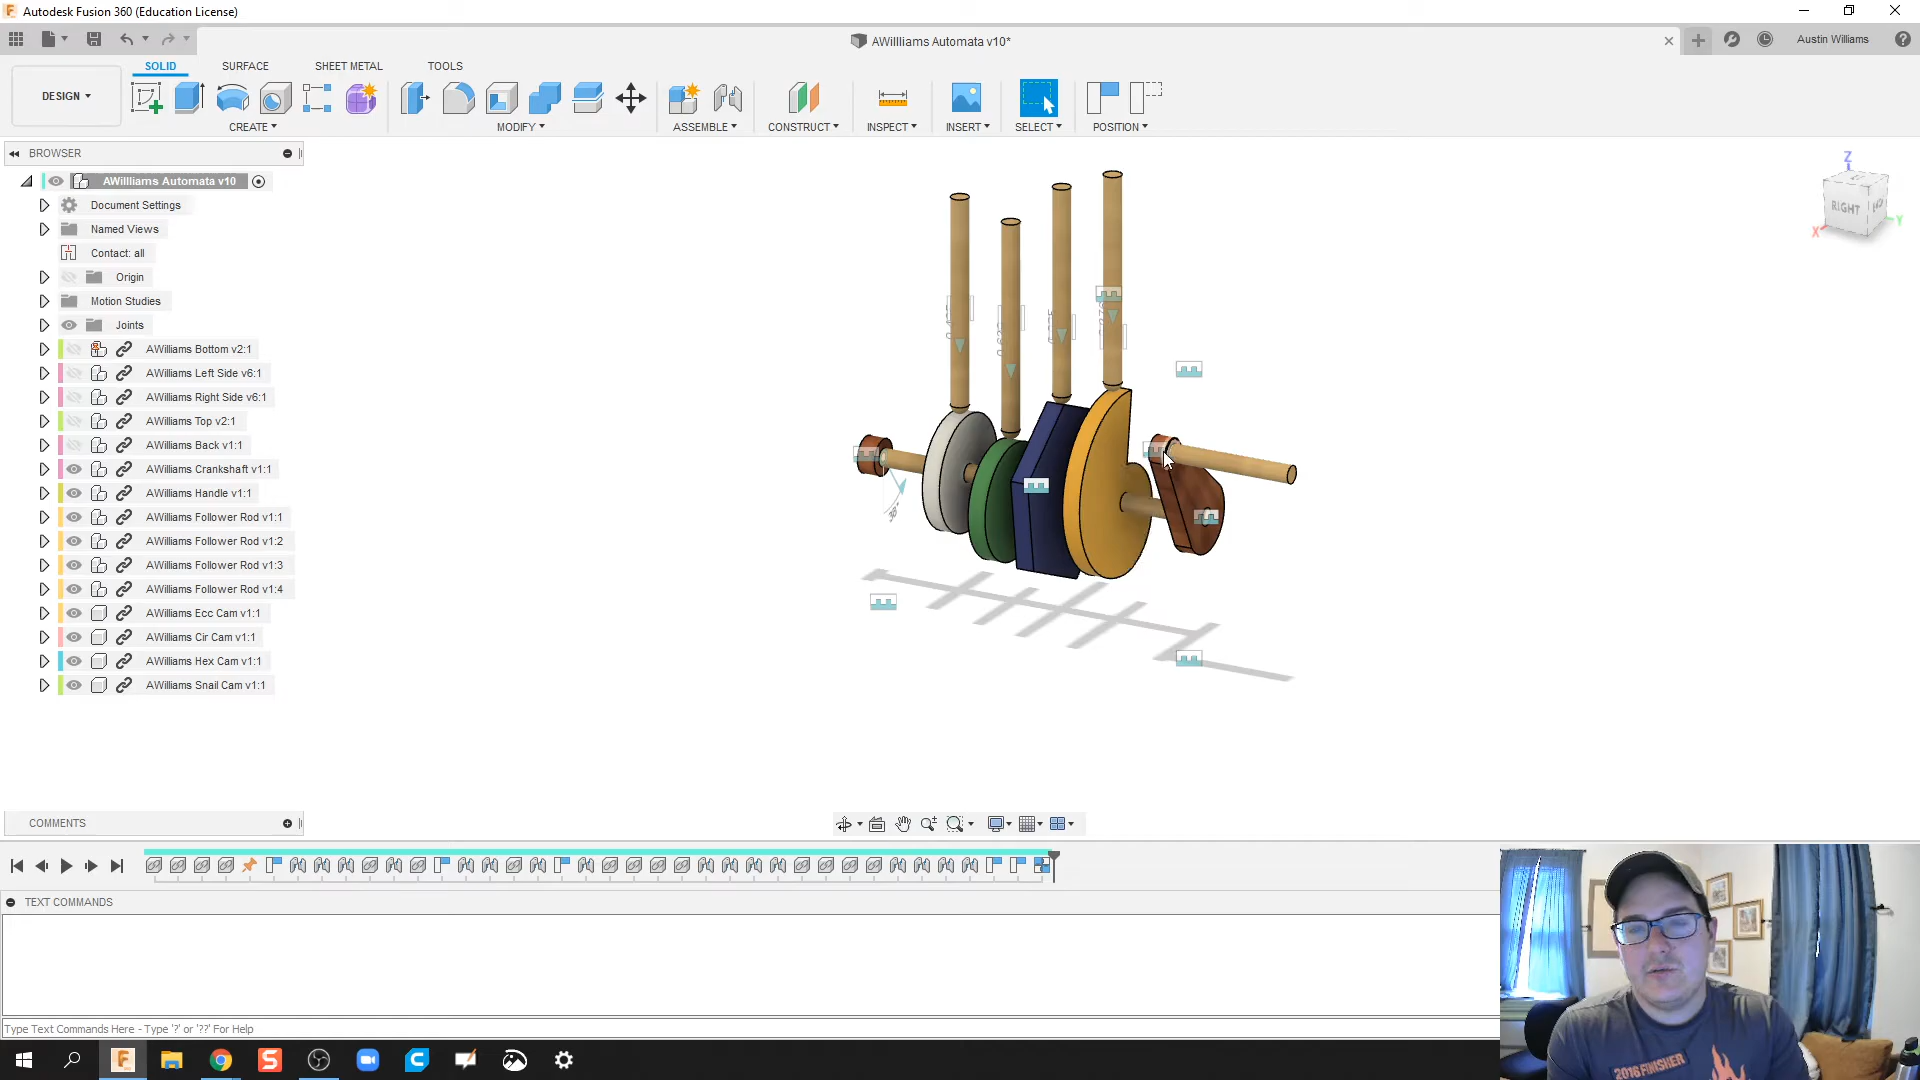 Autodesk Fusion 360 (Education License)
AWillliams Automata v10*
Austin Williams
DESIGN
SOLID
SURFACE
SHEET METAL
TOOLS
CREATE
MODIFY
ASSEMBLE
CONSTRUCT
INSPECT
INSERT
SELECT
POSITION
BROWSER
AWillliams Automata v10
Document Settings
Named Views
Contact: all
Origin
Motion Studies
Joints
AWilliams Bottom v2:1
AWilliams Left Side v6:1
AWilliams Right Side v6:1
AWilliams Top v2:1
AWilliams Back v1:1
AWilliams Crankshaft v1:1
AWilliams Handle v1:1
AWilliams Follower Rod v1:1
AWilliams Follower Rod v1:2
AWilliams Follower Rod v1:3
AWilliams Follower Rod v1:4
AWilliams Ecc Cam v1:1
AWilliams Cir Cam v1:1
AWilliams Hex Cam v1:1
AWilliams Snail Cam v1:1
Z
RIGHT
X
Y
COMMENTS
TEXT COMMANDS
Type Text Commands Here - Type '?' or '??' For Help
2016 FINISHER